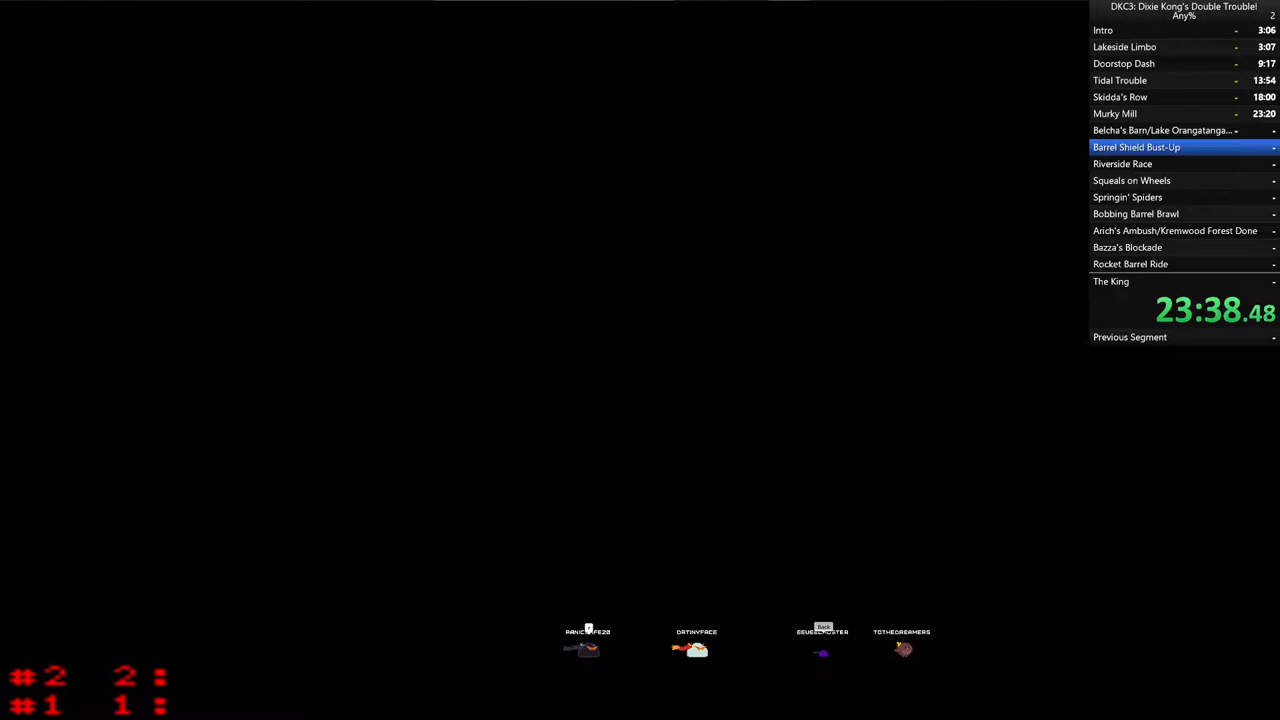 DKC3: Dixie Kong's Double Trouble!
Any% 2
Intro - 3:06
Lakeside Limbo - 3:07
Doorstop Dash - 9:17
Tidal Trouble - 13:54
Skidda's Row - 18:00
Murky Mill - 23:20
Belcha's Barn/Lake Orangatanga... - -
Barrel Shield Bust-Up -
Riverside Race -
Squeals on Wheels -
Springin' Spiders -
Bobbing Barrel Brawl -
Arich's Ambush/Kremwood Forest Done -
Bazza's Blockade -
Rocket Barrel Ride -
The King -
23:38.48
Previous Segment -
Back
DRTINYFACE TOTHEDREAMERS
#2 2:
#1 1: